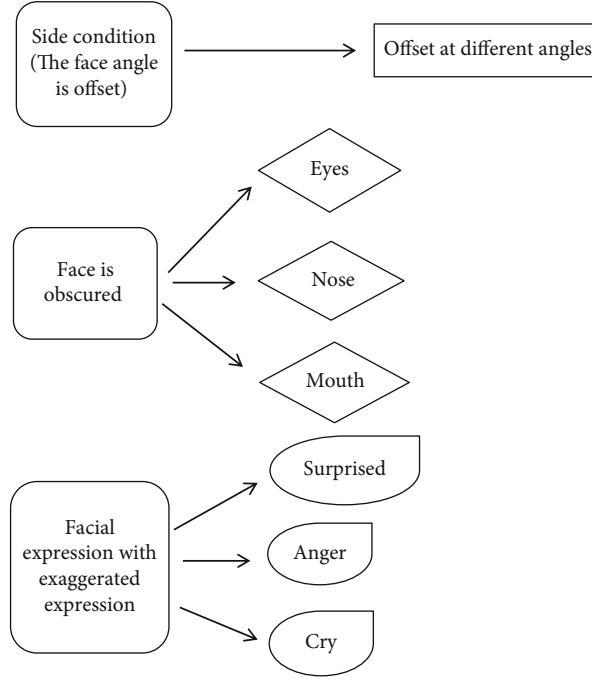 Side condition
(The face angle
is offset)
Offset at different angles
Eyes
Face is
obscured
Nose
Mouth
Surprised
Facial
expression with
exaggerated
expression
Anger
Cry